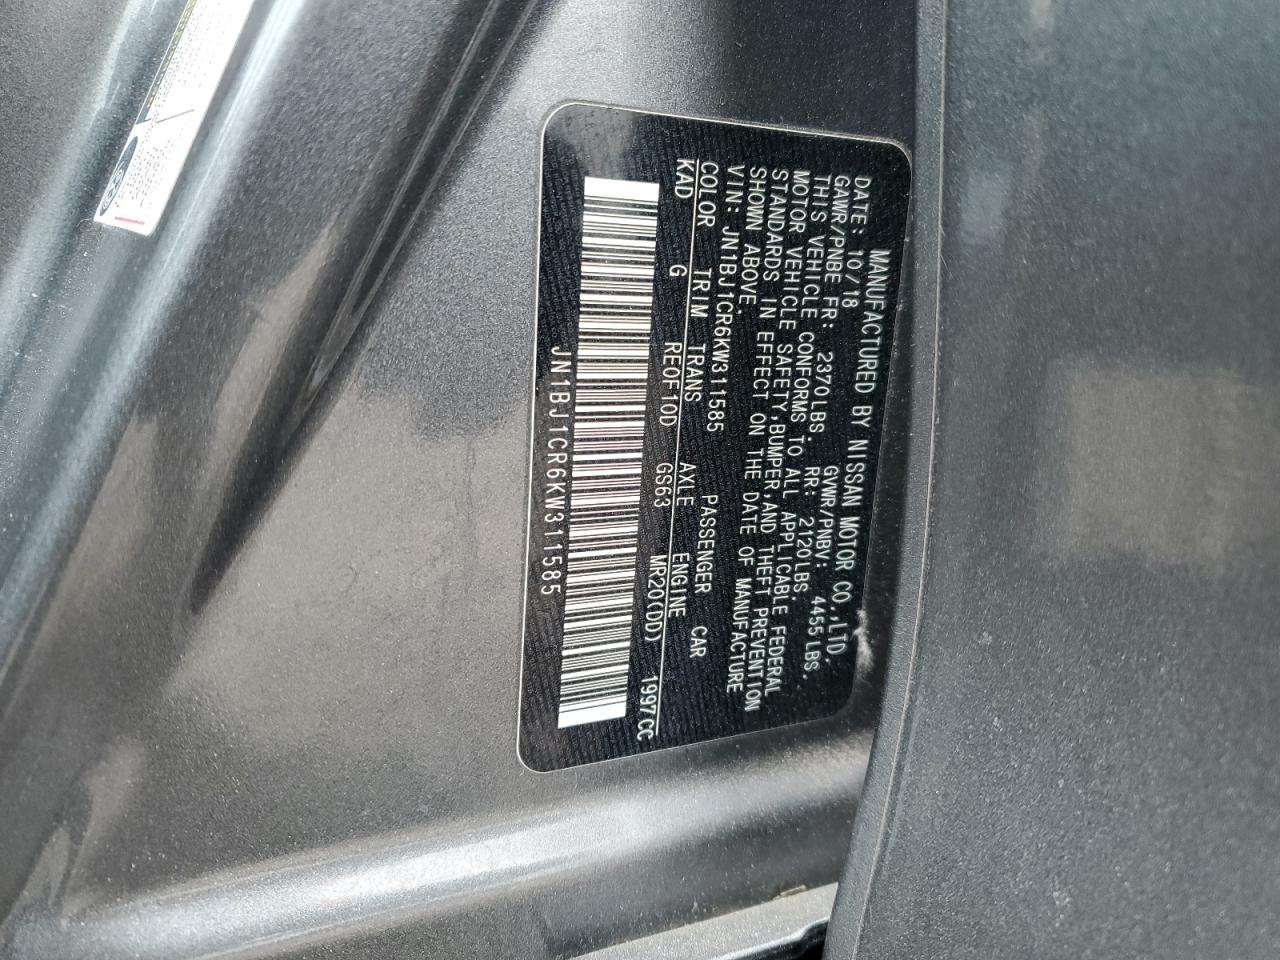 MANUFACTURED BY NISSAN MOTOR CO.,LTD.
DATE: 10/18 GVWR/PNBV: 4455LBS.
GAWR/PNBE FR: 2370LBS. RR: 2120LBS.
THIS VEHICLE CONFORMS TO ALL APPLICABLE FEDERAL
MOTOR VEHICLE SAFETY,BUMPER,AND THEFT PREVENTION
STANDARDS IN EFFECT ON THE DATE OF MANUFACTURE
SHOWN ABOVE.
VIN: JN1BJ1CR6KW311585 PASSENGER CAR
COLOR TRIM TRANS AXLE ENGINE
KAD G RE0F10D GS63 MR20(DD) 1997CC
JN1BJ1CR6KW311585